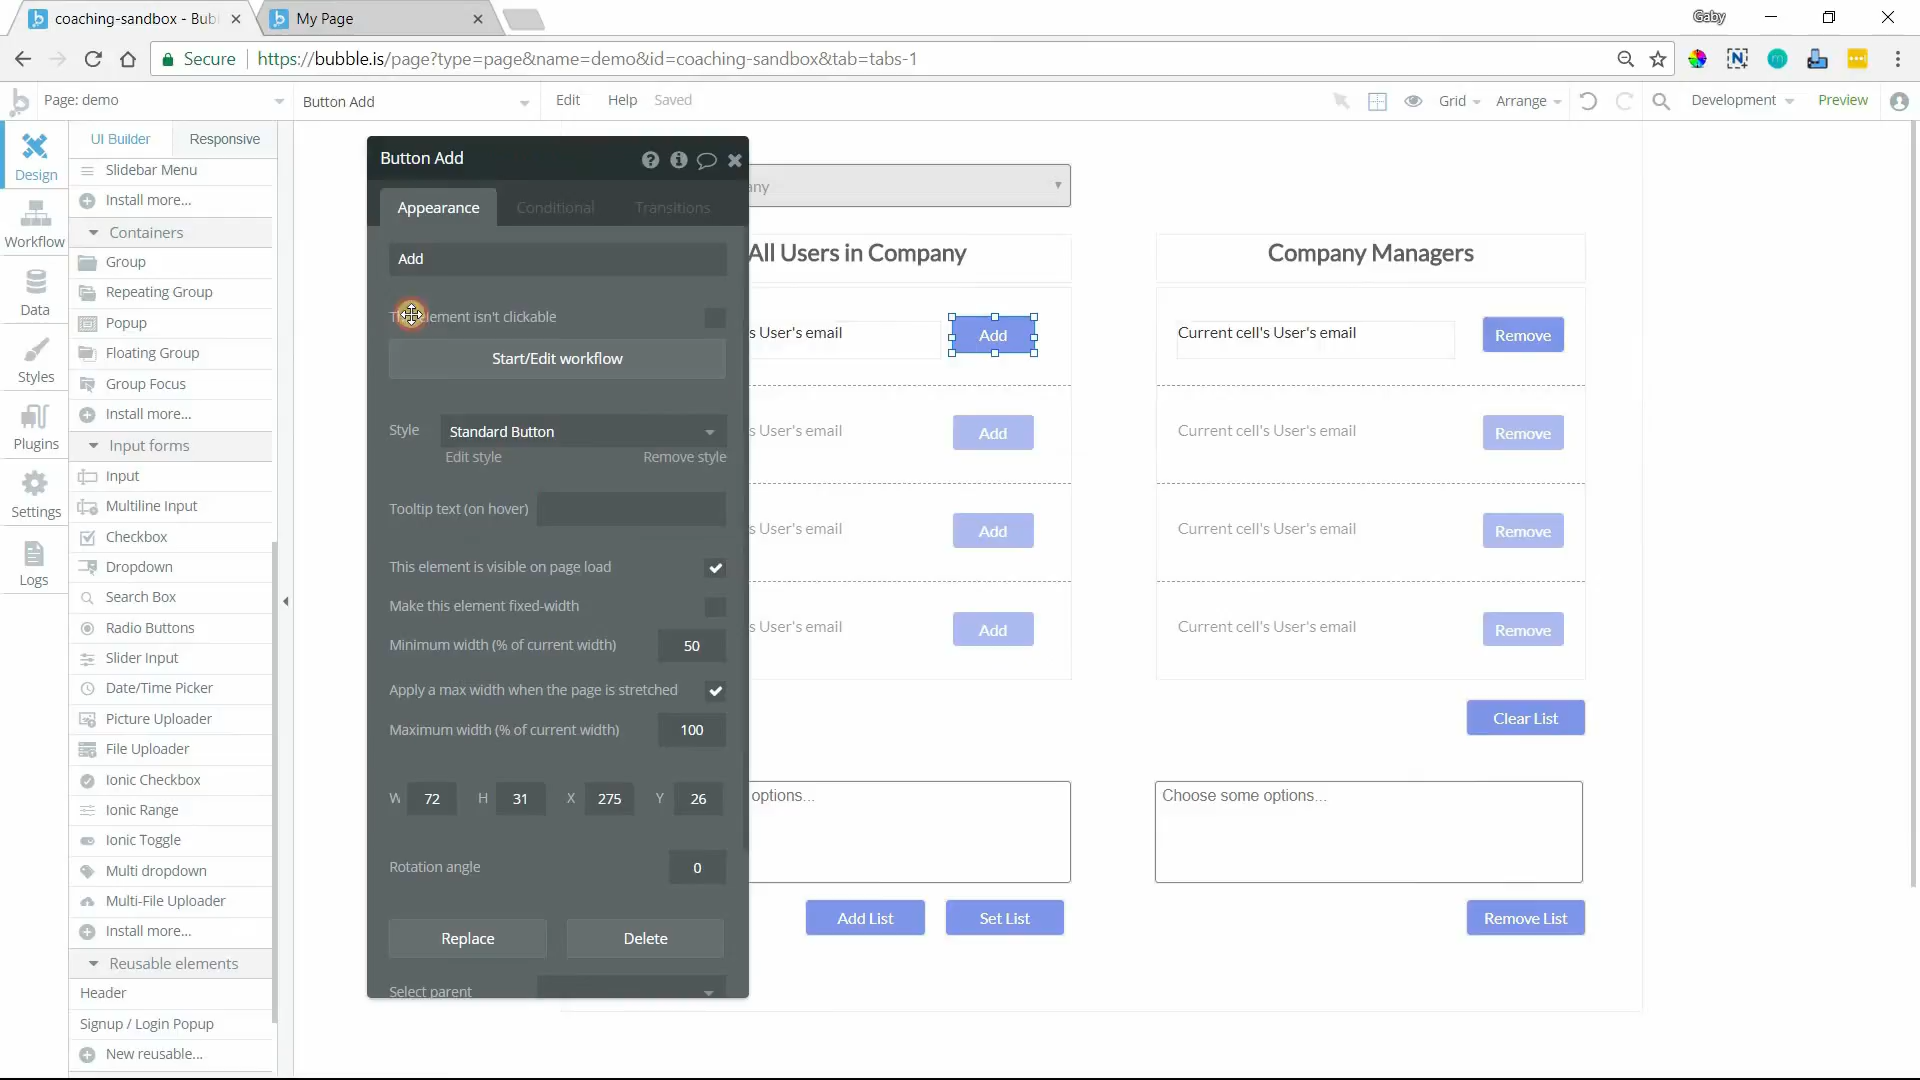 coaching-sandbox - Bub
My Page
Gaby
Secure
https://bubble.is/page?type=page&name=demo&id=coaching-sandbox&tab=tabs-1
Page: demo
Button Add
Edit
Help
Saved
Grid
Arrange
Development
Preview
Design
Workflow
Data
Styles
Plugins
Settings
Logs
UI Builder
Responsive
Slidebar Menu
Install more...
Containers
Group
Repeating Group
Popup
Floating Group
Group Focus
Install more...
Input forms
Input
Multiline Input
Checkbox
Dropdown
Search Box
Radio Buttons
Slider Input
Date/Time Picker
Picture Uploader
File Uploader
Ionic Checkbox
Ionic Range
Ionic Toggle
Multi dropdown
Multi-File Uploader
Install more...
Reusable elements
Header
Signup / Login Popup
New reusable...
Button Add
Appearance
Conditional
Transitions
Add
element isn't clickable
Start/Edit workflow
Style
Standard Button
Edit style
Remove style
Tooltip text (on hover)
This element is visible on page load
Make this element fixed-width
Minimum width (% of current width)
50
Apply a max width when the page is stretched
Maximum width (% of current width)
100
W 72 H 31 X 275 Y 26
Rotation angle
0
Replace
Delete
Select parent
ny
All Users in Company
s User's email
Add
s User's email
Add
s User's email
Add
s User's email
Add
options...
Add List
Set List
Company Managers
Current cell's User's email
Remove
Current cell's User's email
Remove
Current cell's User's email
Remove
Current cell's User's email
Remove
Clear List
Choose some options...
Remove List